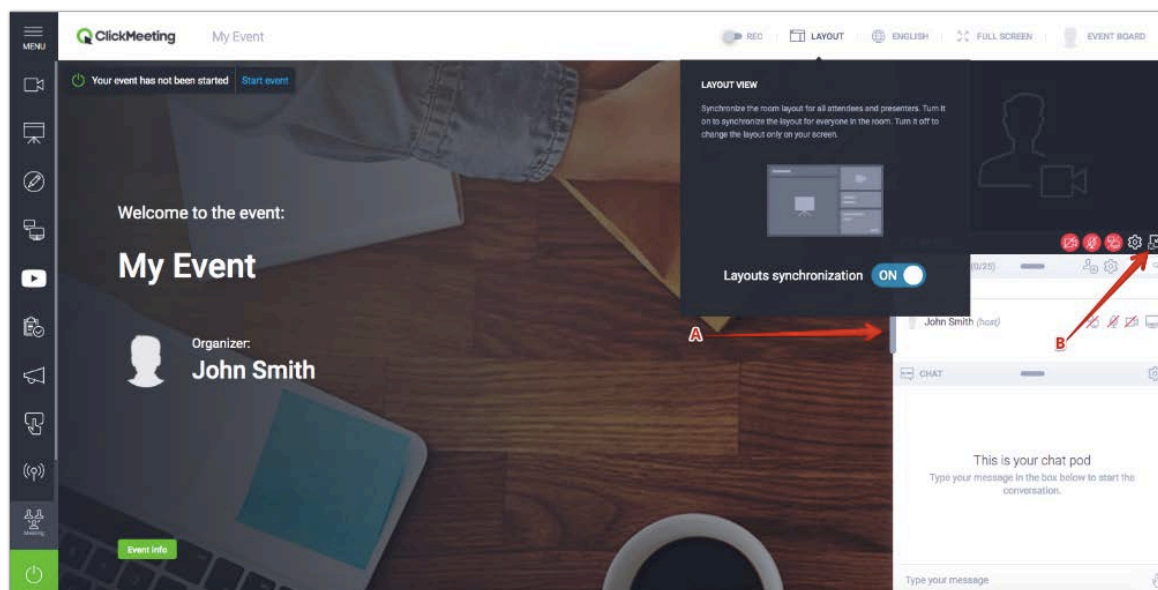 MENU
ClickMeeting
My Event
REC
LAYOUT
ENGLISH
FULL SCREEN
EVENT BOARD
Your event has not been started
Start event
LAYOUT VIEW
Synchronize the room layout for all attendees and presenters. Turn it
on to synchronize the layout for everyone in the room. Turn it off to
change the layout only on your screen.
Layouts synchronization
ON
Welcome to the event:
My Event
Organizer:
John Smith
(0/25)
A
B
John Smith (host)
CHAT
This is your chat pod
Type your message in the box below to start the
conversation.
Meeting
Event info
Type your message